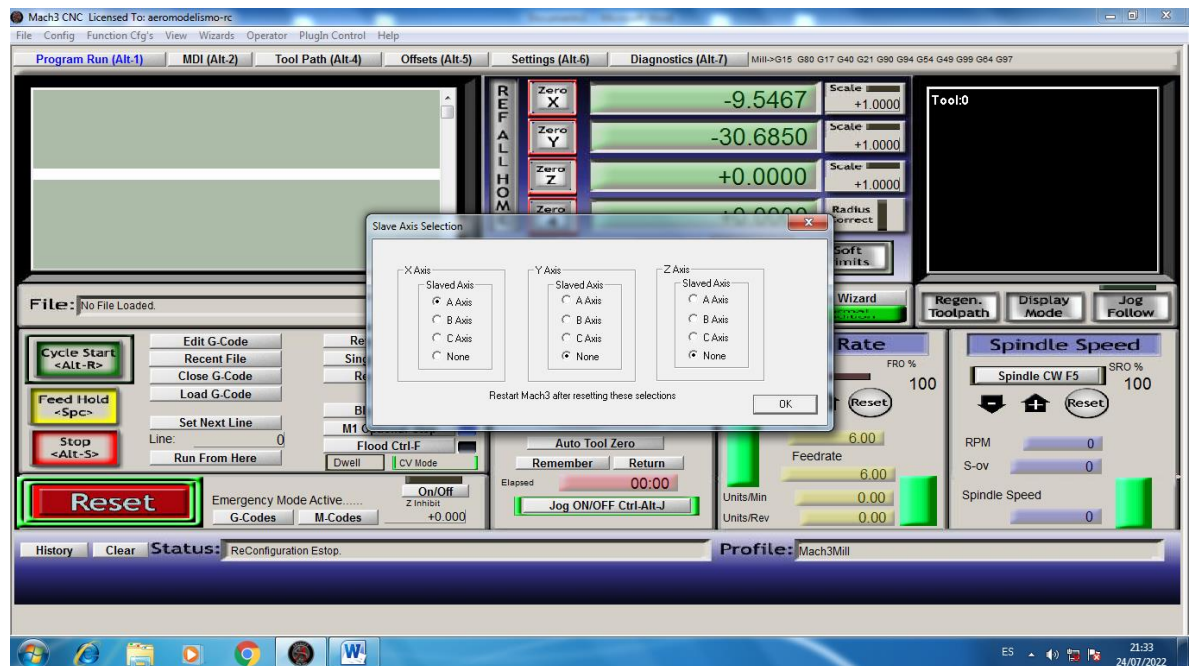 Mach3 CNC Licensed To: aeromodelismo-rc
File Config Function Cfg's View Wizards Operator PlugIn Control Help
Program Run (Alt-1) MDI (Alt-2) Tool Path (Alt-4) Offsets (Alt-5) Settings (Alt-6) Diagnostics (Alt-7) Mill->G15 G80 G17 G40 G21 G90 G94 G54 G49 G99 G64 G97
REF ALL HOM
Zero X -9.5467 Scale +1.0000
Zero Y -30.6850 Scale +1.0000
Zero Z +0.0000 Scale +1.0000
Zero Radius Correct
Soft
Tool:0
Slave Axis Selection
X Axis Y Axis Z Axis
Slaved Axis Slaved Axis Slaved Axis
A Axis A Axis A Axis
B Axis B Axis B Axis
C Axis C Axis C Axis
None None None
Restart Mach3 after resetting these selections
OK
File: No File Loaded.
Wizard
Regen. Toolpath Display Mode Jog Follow
Cycle Start <Alt-R>
Feed Hold <Spc>
Stop <Alt-S>
Edit G-Code
Recent File
Close G-Code
Load G-Code
Set Next Line
Line: 0
Run From Here
Flood Ctrl-F
Dwell CV Mode
Reset
Emergency Mode Active......
G-Codes M-Codes
On/Off
Z Inhibit
+0.000
Auto Tool Zero
Remember Return
Elapsed 00:00
Jog ON/OFF Ctrl-Alt-J
Rate
FRO %
100
Reset
6.00
Feedrate
6.00
Units/Min 0.00
Units/Rev 0.00
Spindle Speed
Spindle CW F5
SRO %
100
Reset
RPM 0
S-ov 0
Spindle Speed
0
History Clear Status: ReConfiguration Estop. Profile: Mach3Mill
ES 21:33
24/07/2022